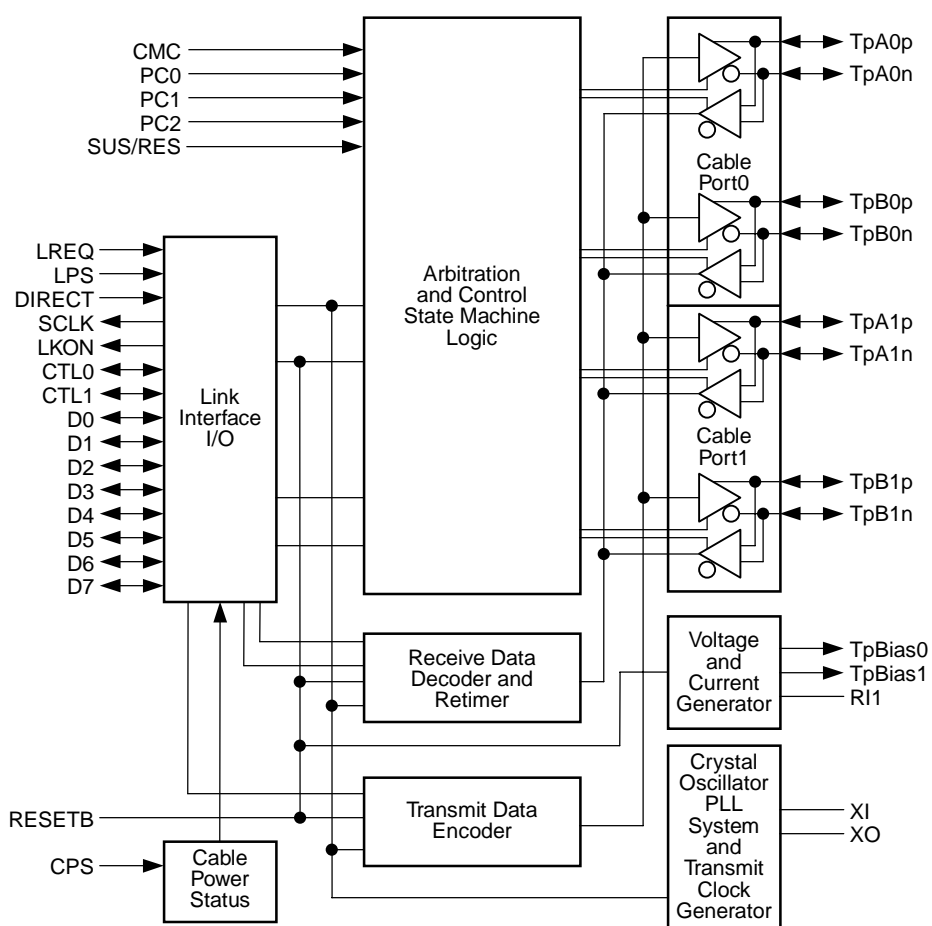 CMC
PC0
PC1
PC2
SUS/RES
LREQ
LPS
DIRECT
SCLK
LKON
CTL0
CTL1
D0
D1
D2
D3
D4
D5
D6
D7
RESETB
CPS
Link
Interface
I/O
Cable
Power
Status
Arbitration
and Control
State Machine
Logic
Receive Data
Decoder and
Retimer
Transmit Data
Encoder
Cable
Port0
Cable
Port1
Voltage
and
Current
Generator
Crystal
Oscillator
PLL
System
and
Transmit
Clock
Generator
TpA0p
TpA0n
TpB0p
TpB0n
TpA1p
TpA1n
TpB1p
TpB1n
TpBias0
TpBias1
RI1
XI
XO